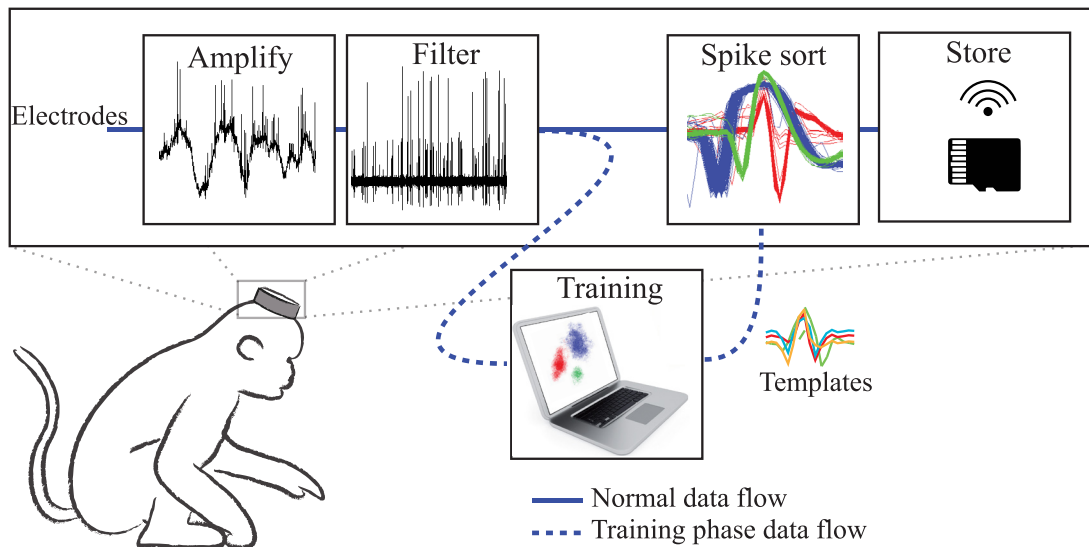 Electrodes
Amplify
Filter
Spike sort
Store
Training
Templates
Normal data flow
Training phase data flow